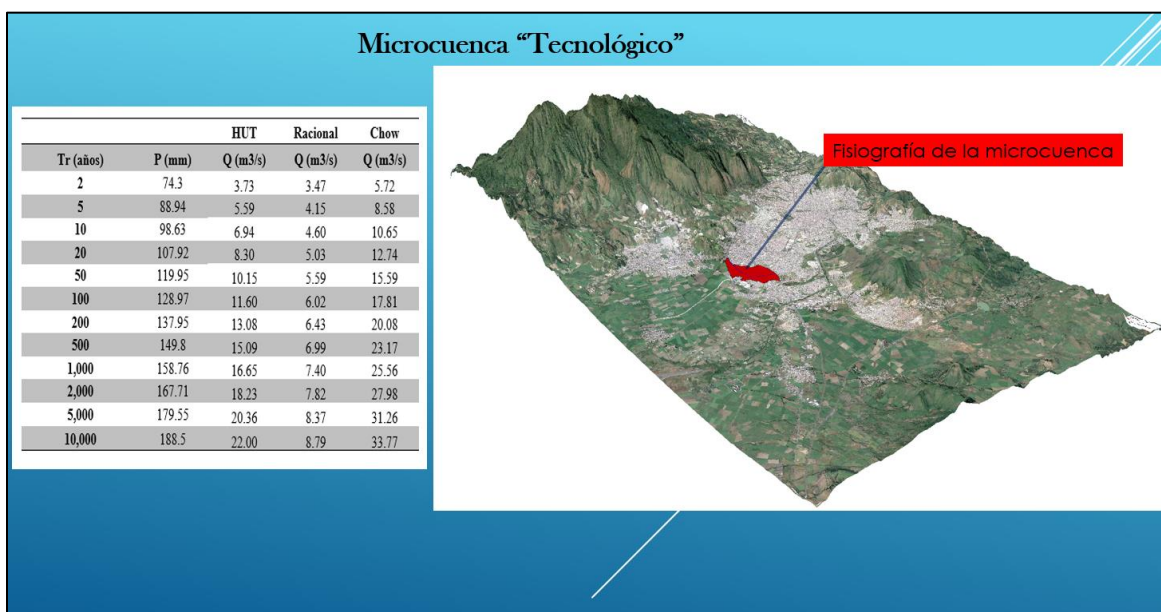 Microcuenca “Tecnológico”
HUT Racional Chow
Tr (años) P (mm) Q (m3/s) Q (m3/s) Q (m3/s)
2 74.3 3.73 3.47 5.72
5 88.94 5.59 4.15 8.58
10 98.63 6.94 4.60 10.65
20 107.92 8.30 5.03 12.74
50 119.95 10.15 5.59 15.59
100 128.97 11.60 6.02 17.81
200 137.95 13.08 6.43 20.08
500 149.8 15.09 6.99 23.17
1,000 158.76 16.65 7.40 25.56
2,000 167.71 18.23 7.82 27.98
5,000 179.55 20.36 8.37 31.26
10,000 188.5 22.00 8.79 33.77
Fisiografía de la microcuenca